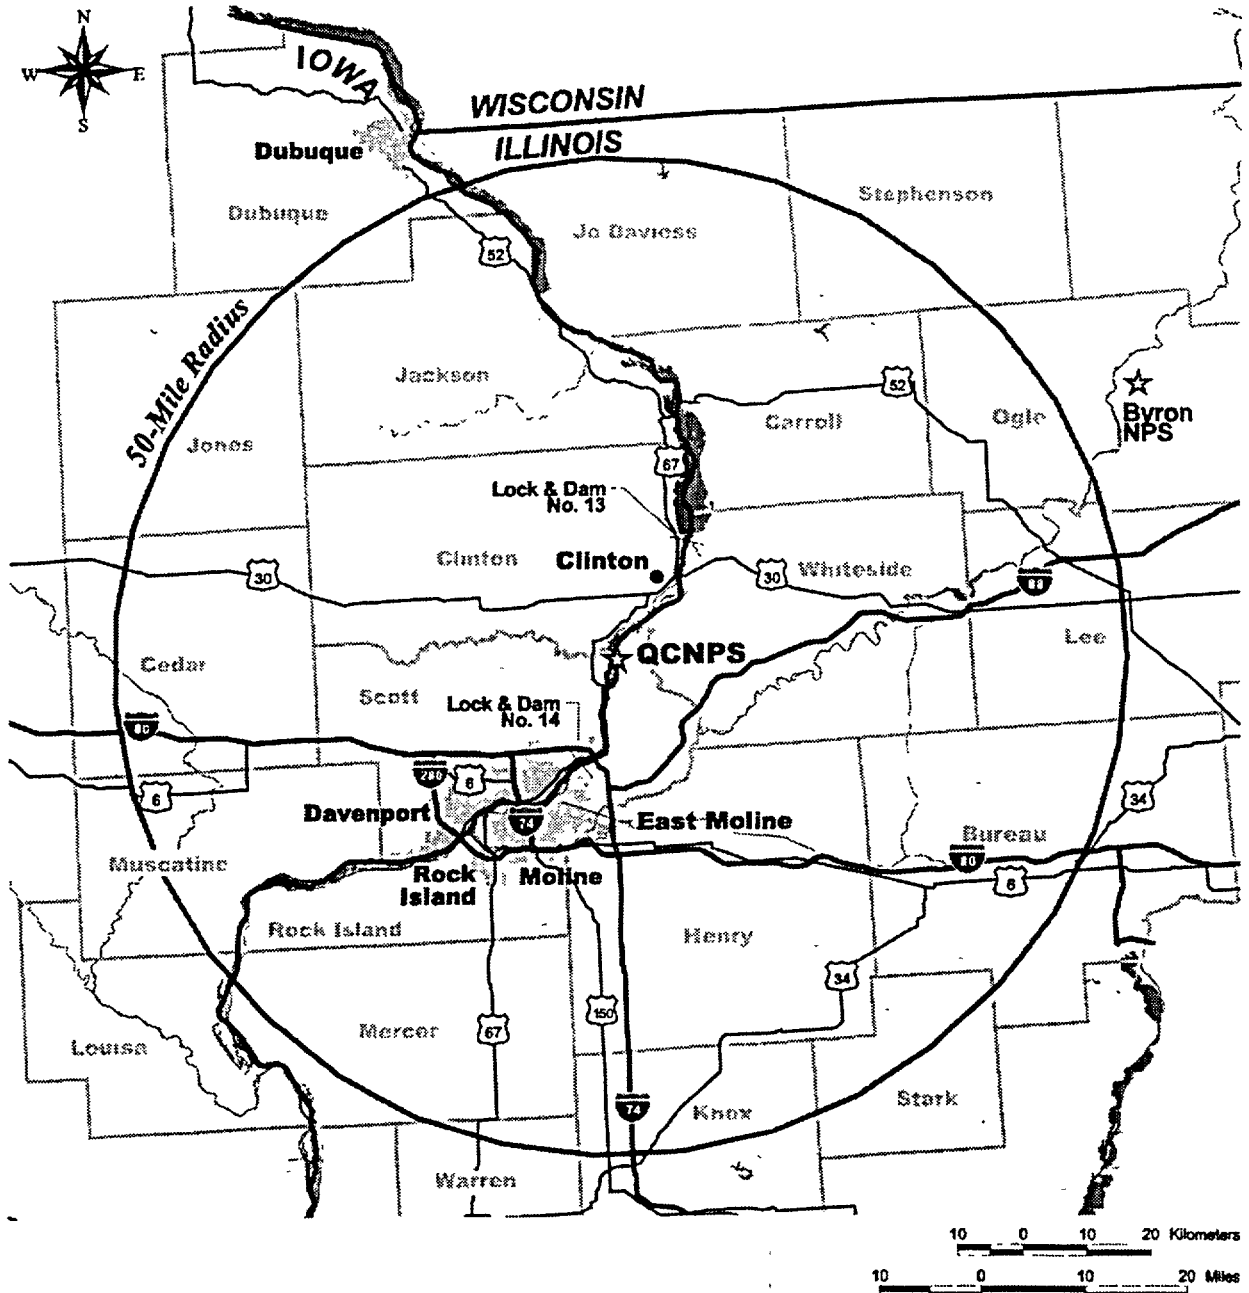 N
W
E
S
IOWA
WISCONSIN
ILLINOIS
Dubuque
Dubuque
Stephenson
Jo Daviess
52
50-Mile Radius
Jackson
52
Byron
NPS
Carroll
Ogle
Jones
67
Lock & Dam
No. 13
Clinton
Clinton
30
30
Whiteside
Lee
QCNPS
Cedar
Scott
Lock & Dam
No. 14
80
280
6
6
34
Davenport
74
East Moline
Bureau
Muscatine
80
6
Rock
Island
Moline
Rock Island
Henry
34
Mercer
67
150
Louisa
74
Knox
Stark
Warren
10 0 10 20 Kilometers
10 0 10 20 Miles